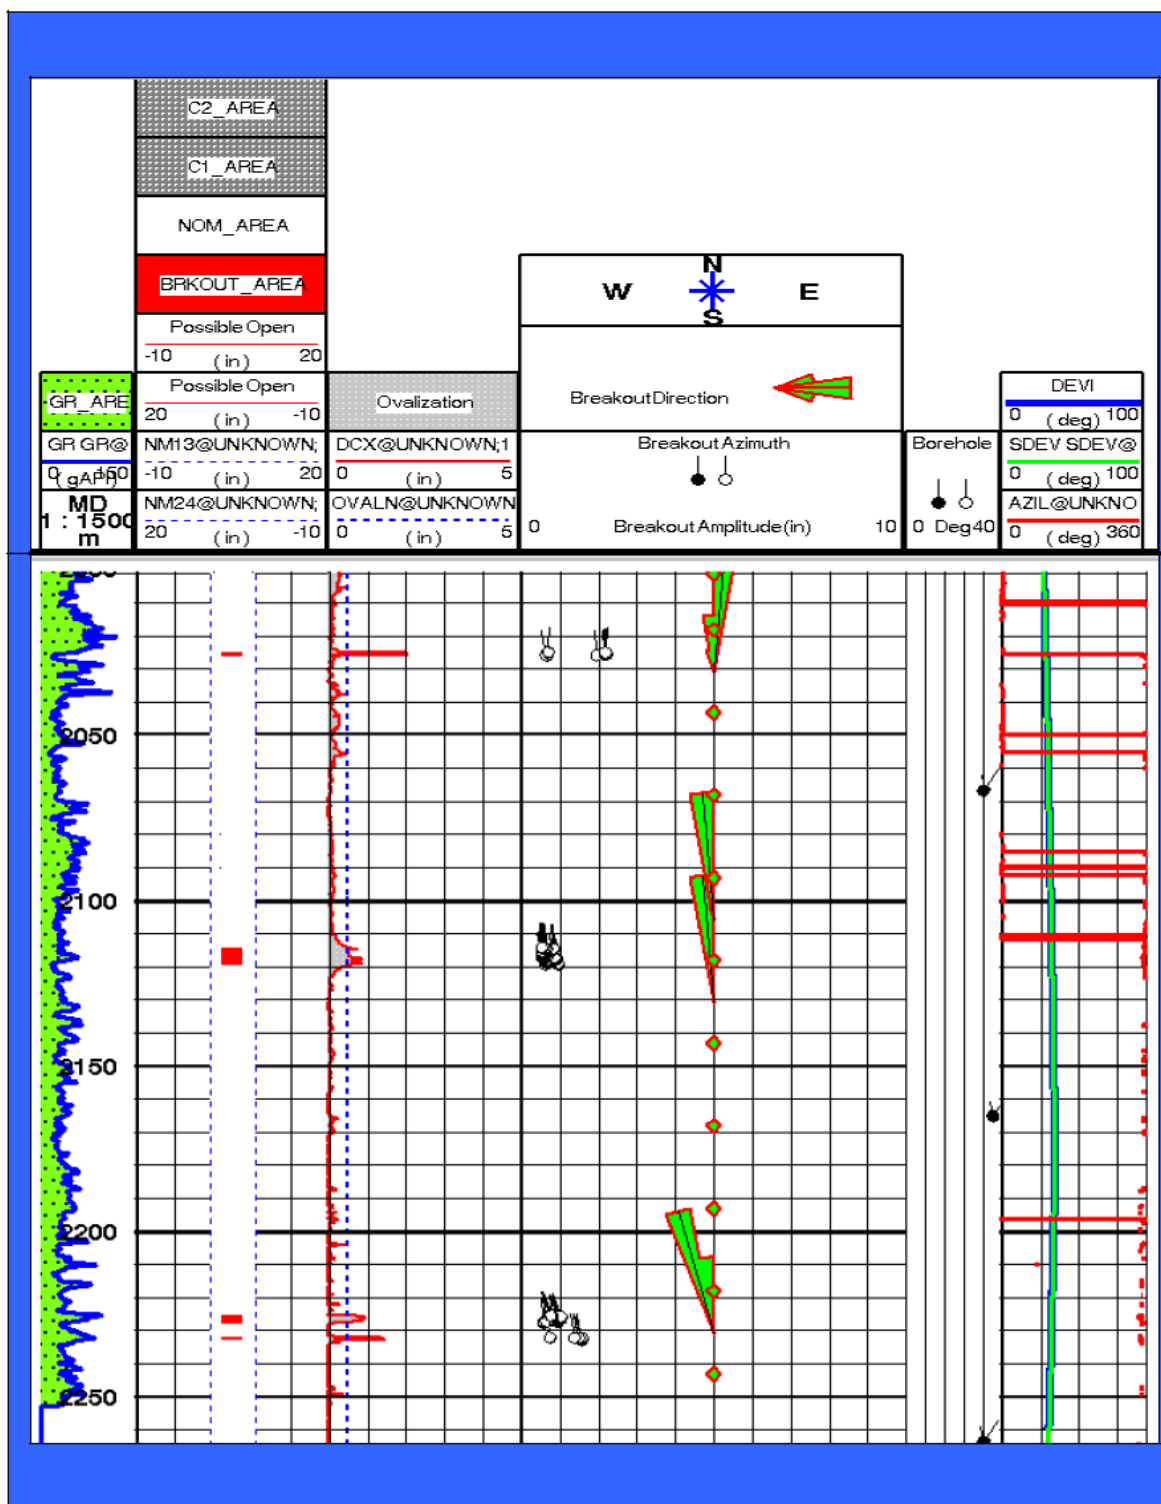 C2_AREA
C1_AREA
NOM_AREA
BRKOUT_AREA
Possible Open
-10 (in) 20
Possible Open
20 (in) -10
NM13@UNKNOWN;
-10 (in) 20
NM24@UNKNOWN;
20 (in) -10
GR_ARE
GR GR@
0 (gAPI) 150
MD
1 : 1500
m
Ovalization
DCX@UNKNOWN;1
0 (in) 5
OVALN@UNKNOWN
0 (in) 5
N
W E
S
Breakout Direction
Breakout Azimuth
0 Breakout Amplitude (in) 10
Borehole
0 Deg 40
DEVI
0 (deg) 100
SDEV SDEV@
0 (deg) 100
AZIL@UNKNO
0 (deg) 360
2050
2100
2150
2200
2250